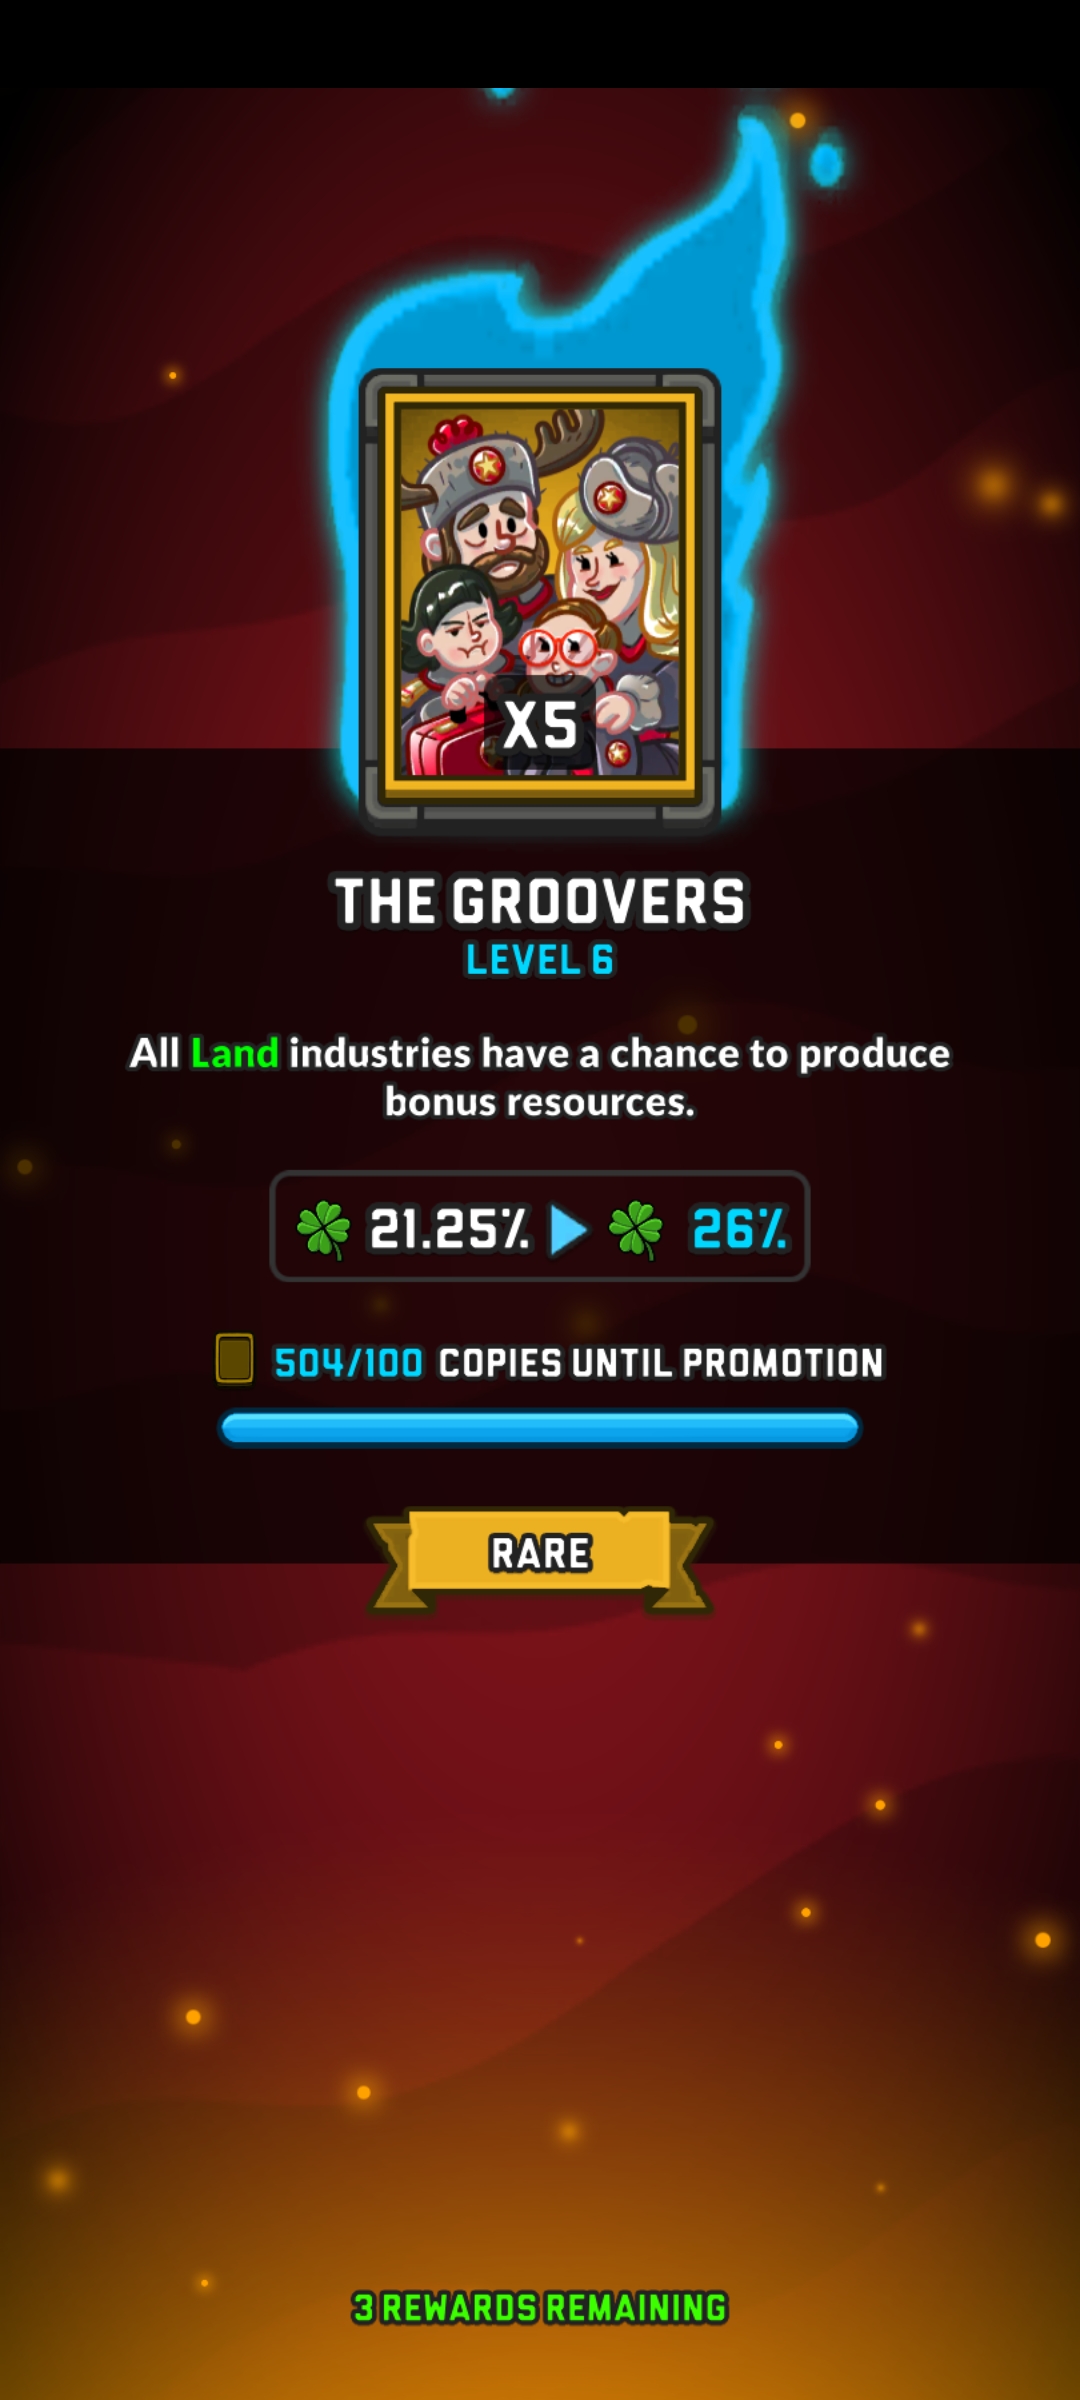 X5
THE GROOVERS
LEVEL 6
All Land industries have a chance to produce
bonus resources.
21.25% 26%
504/100 COPIES UNTIL PROMOTION
RARE
3 REWARDS REMAINING